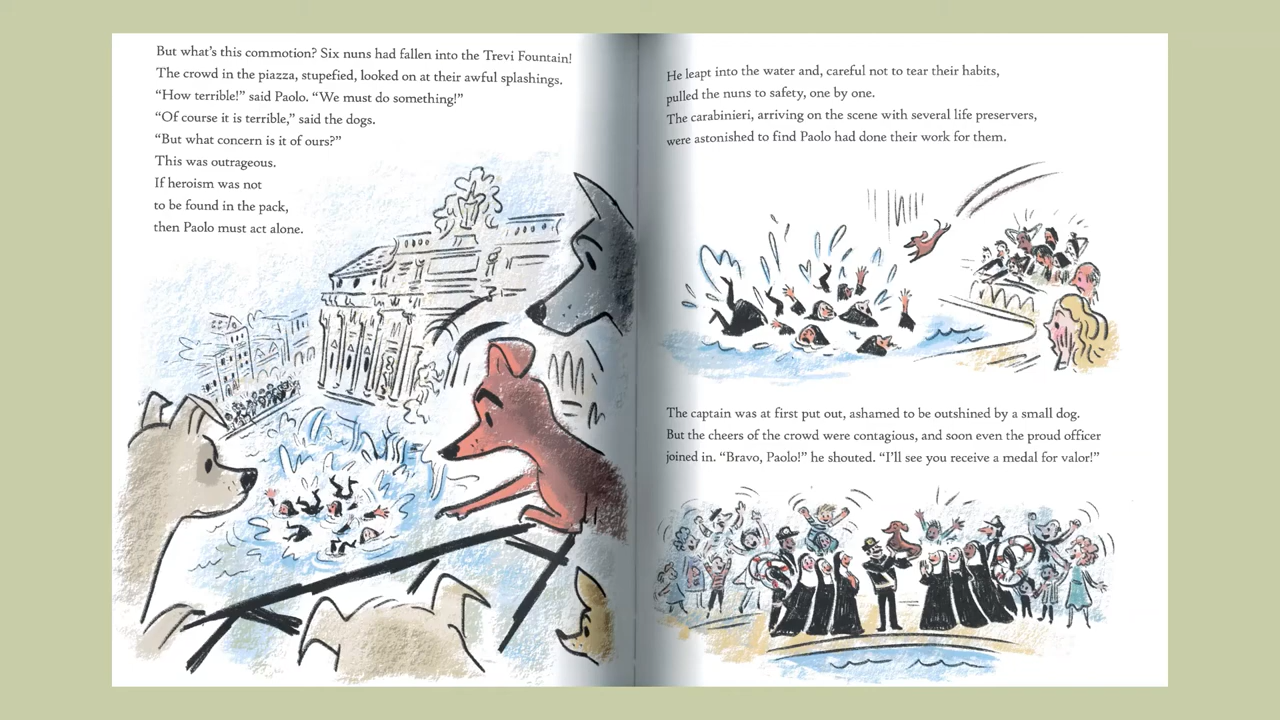 But what's this commotion? Six nuns had fallen into the Trevi Fountain!
The crowd in the piazza, stupefied, looked on at their awful splashings.
“How terrible!” said Paolo. “We must do something!”
“Of course it is terrible,” said the dogs.
“But what concern is it of ours?”
This was outrageous.
If heroism was not
to be found in the pack,
then Paolo must act alone.
He leapt into the water and, careful not to tear their habits,
pulled the nuns to safety, one by one.
The carabinieri, arriving on the scene with several life preservers,
were astonished to find Paolo had done their work for them.
The captain was at first put out, ashamed to be outshined by a small dog.
But the cheers of the crowd were contagious, and soon even the proud officer
joined in. “Bravo, Paolo!” he shouted. “I'll see you receive a medal for valor!”